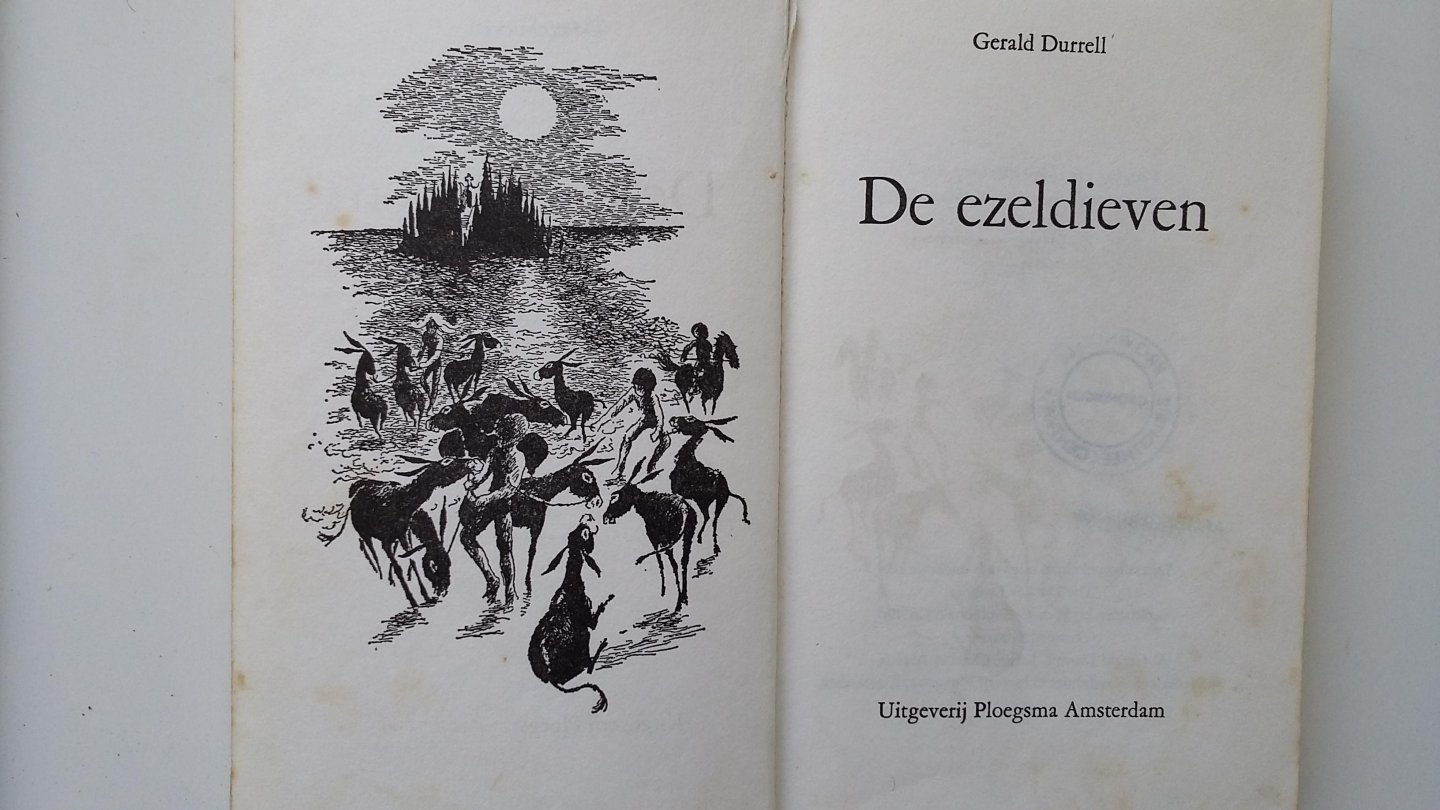 Gerald Durrell
De ezeldieven
Uitgeverij Ploegsma Amsterdam